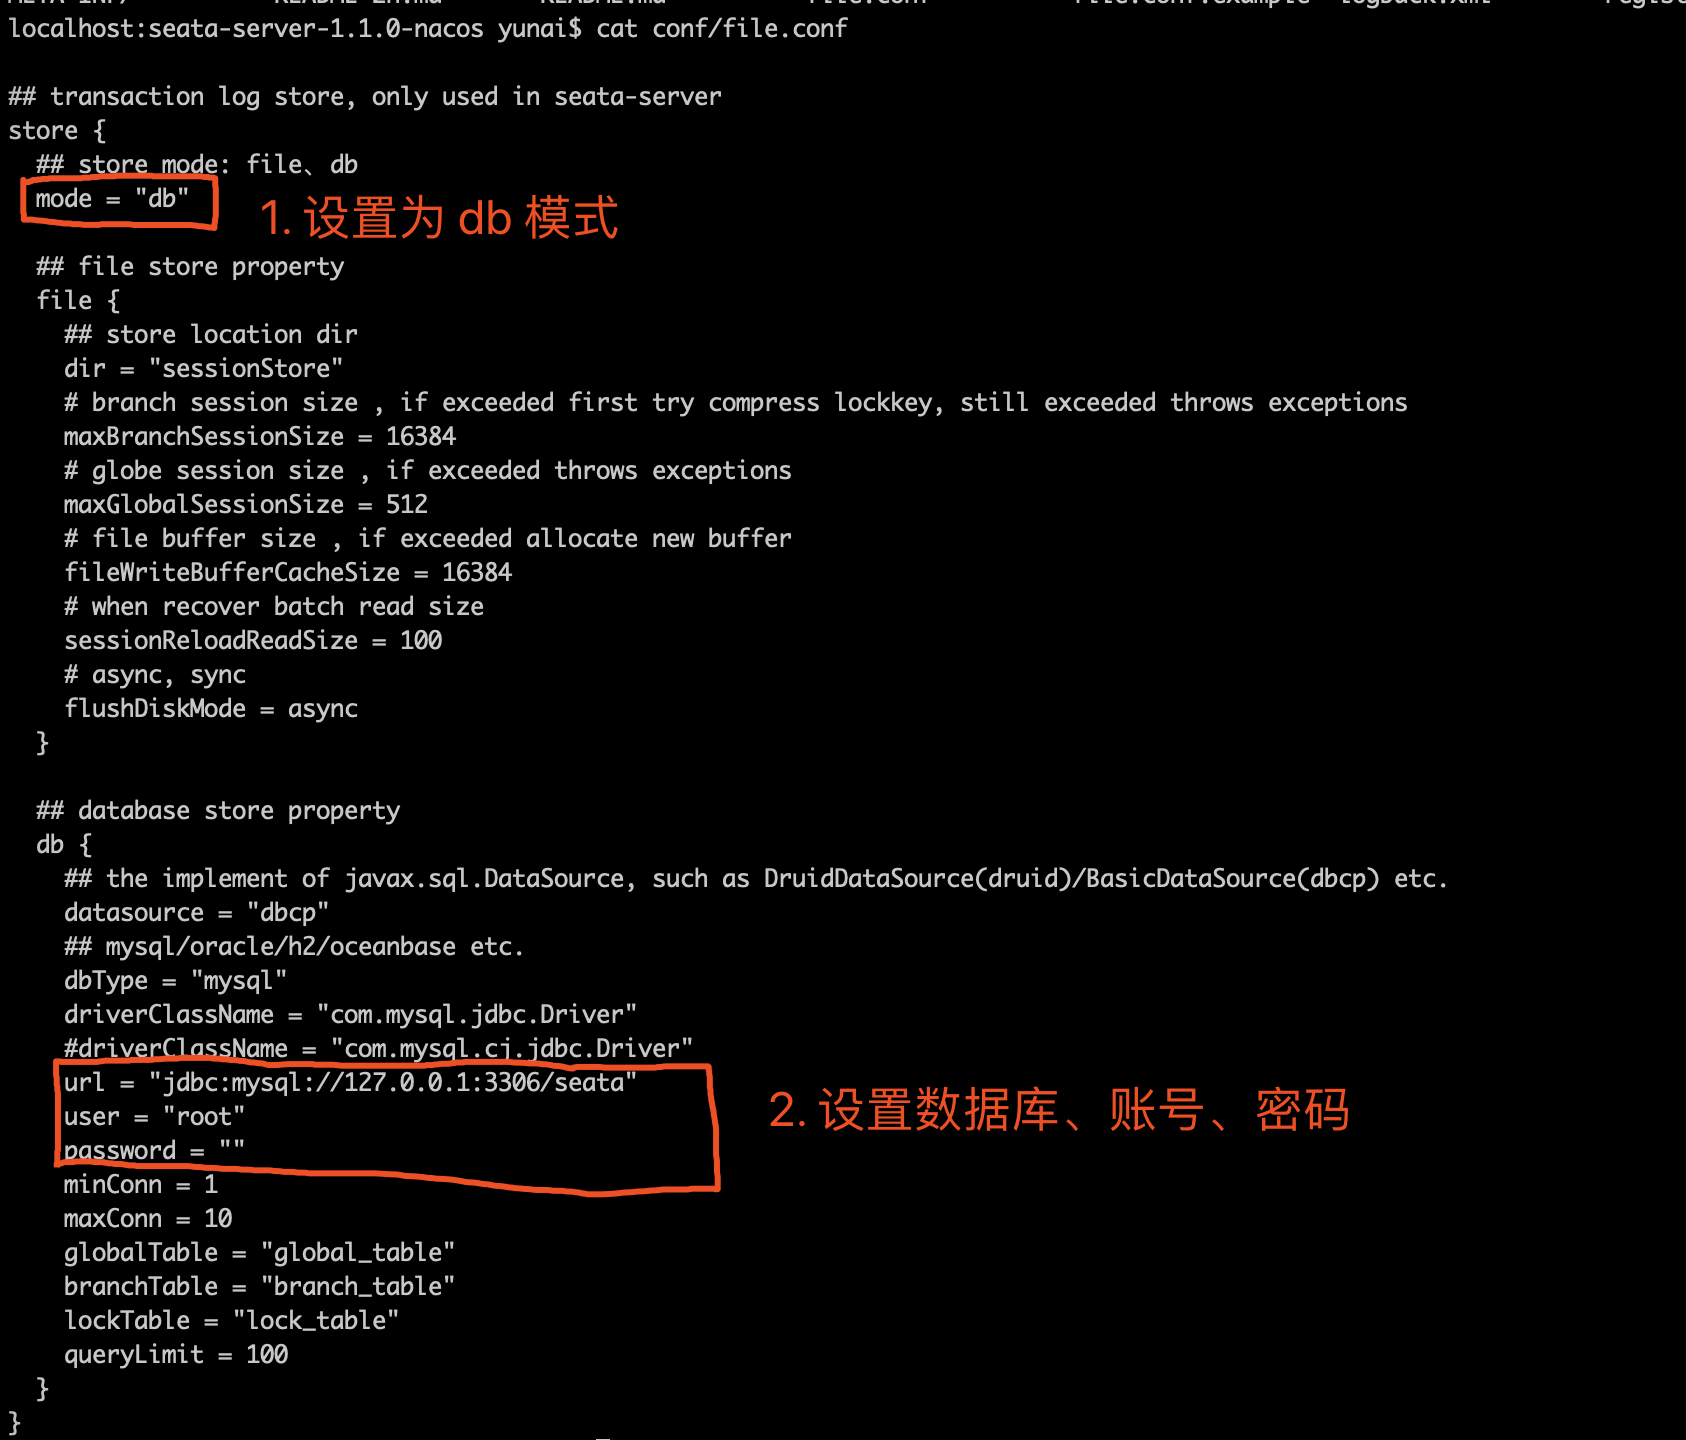 localhost:seata-server-1.1.0-nacos yunai$ cat conf/file.conf
## transaction log store, only used in seata-server
store {
## store mode: file、db
mode = "db"
1. 设置为 db 模式
## file store property
file {
## store location dir
dir = "sessionStore"
# branch session size , if exceeded first try compress lockkey, still exceeded throws exceptions
maxBranchSessionSize = 16384
# globe session size , if exceeded throws exceptions
maxGlobalSessionSize = 512
# file buffer size , if exceeded allocate new buffer
fileWriteBufferCacheSize = 16384
# when recover batch read size
sessionReloadReadSize = 100
# async, sync
flushDiskMode = async
}
## database store property
db {
## the implement of javax.sql.DataSource, such as DruidDataSource(druid)/BasicDataSource(dbcp) etc.
datasource = "dbcp"
## mysql/oracle/h2/oceanbase etc.
dbType = "mysql"
driverClassName = "com.mysql.jdbc.Driver"
#driverClassName = "com.mysql.cj.jdbc.Driver"
url = "jdbc:mysql://127.0.0.1:3306/seata"
user = "root"
2. 设置数据库、账号、密码
password = ""
minConn = 1
maxConn = 10
globalTable = "global_table"
branchTable = "branch_table"
lockTable = "lock_table"
queryLimit = 100
}
}